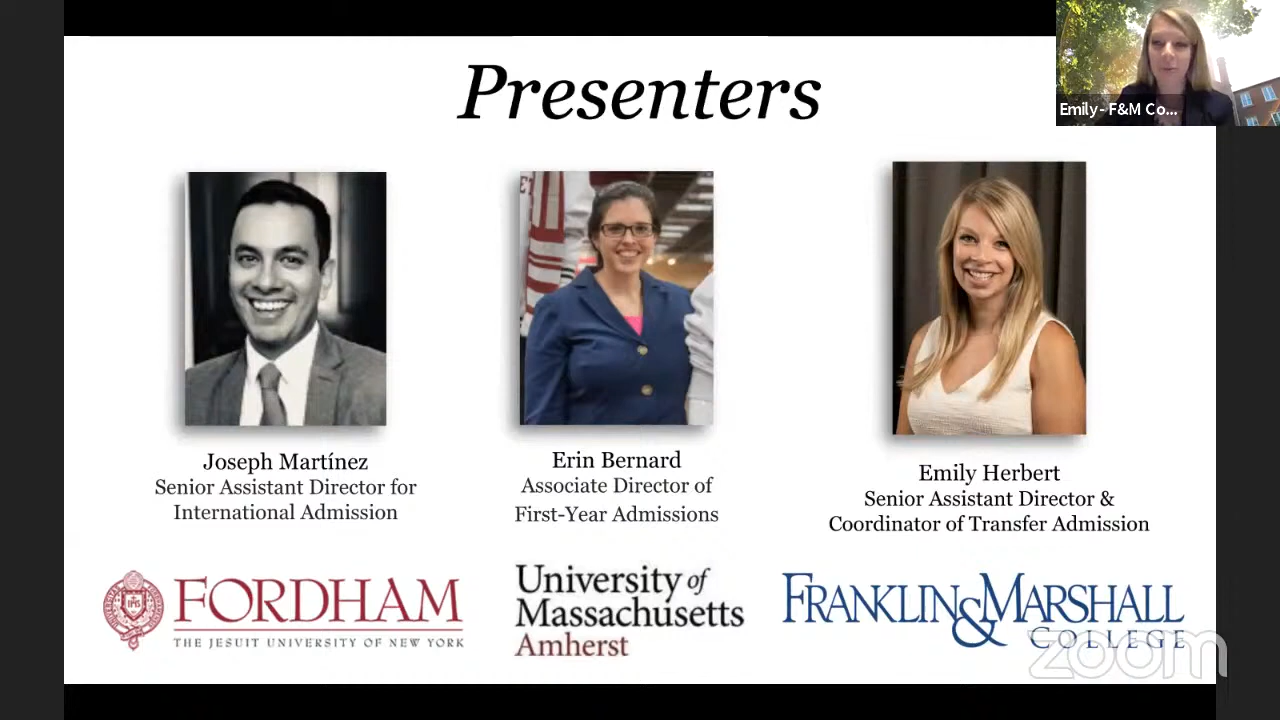 Presenters
Emily - F&M Co...
Joseph Martínez
Senior Assistant Director for
International Admission
Erin Bernard
Associate Director of
First-Year Admissions
Emily Herbert
Senior Assistant Director &
Coordinator of Transfer Admission
FORDHAM
THE JESUIT UNIVERSITY OF NEW YORK
University of
Massachusetts
Amherst
FRANKLIN & MARSHALL
COLLEGE
zoom